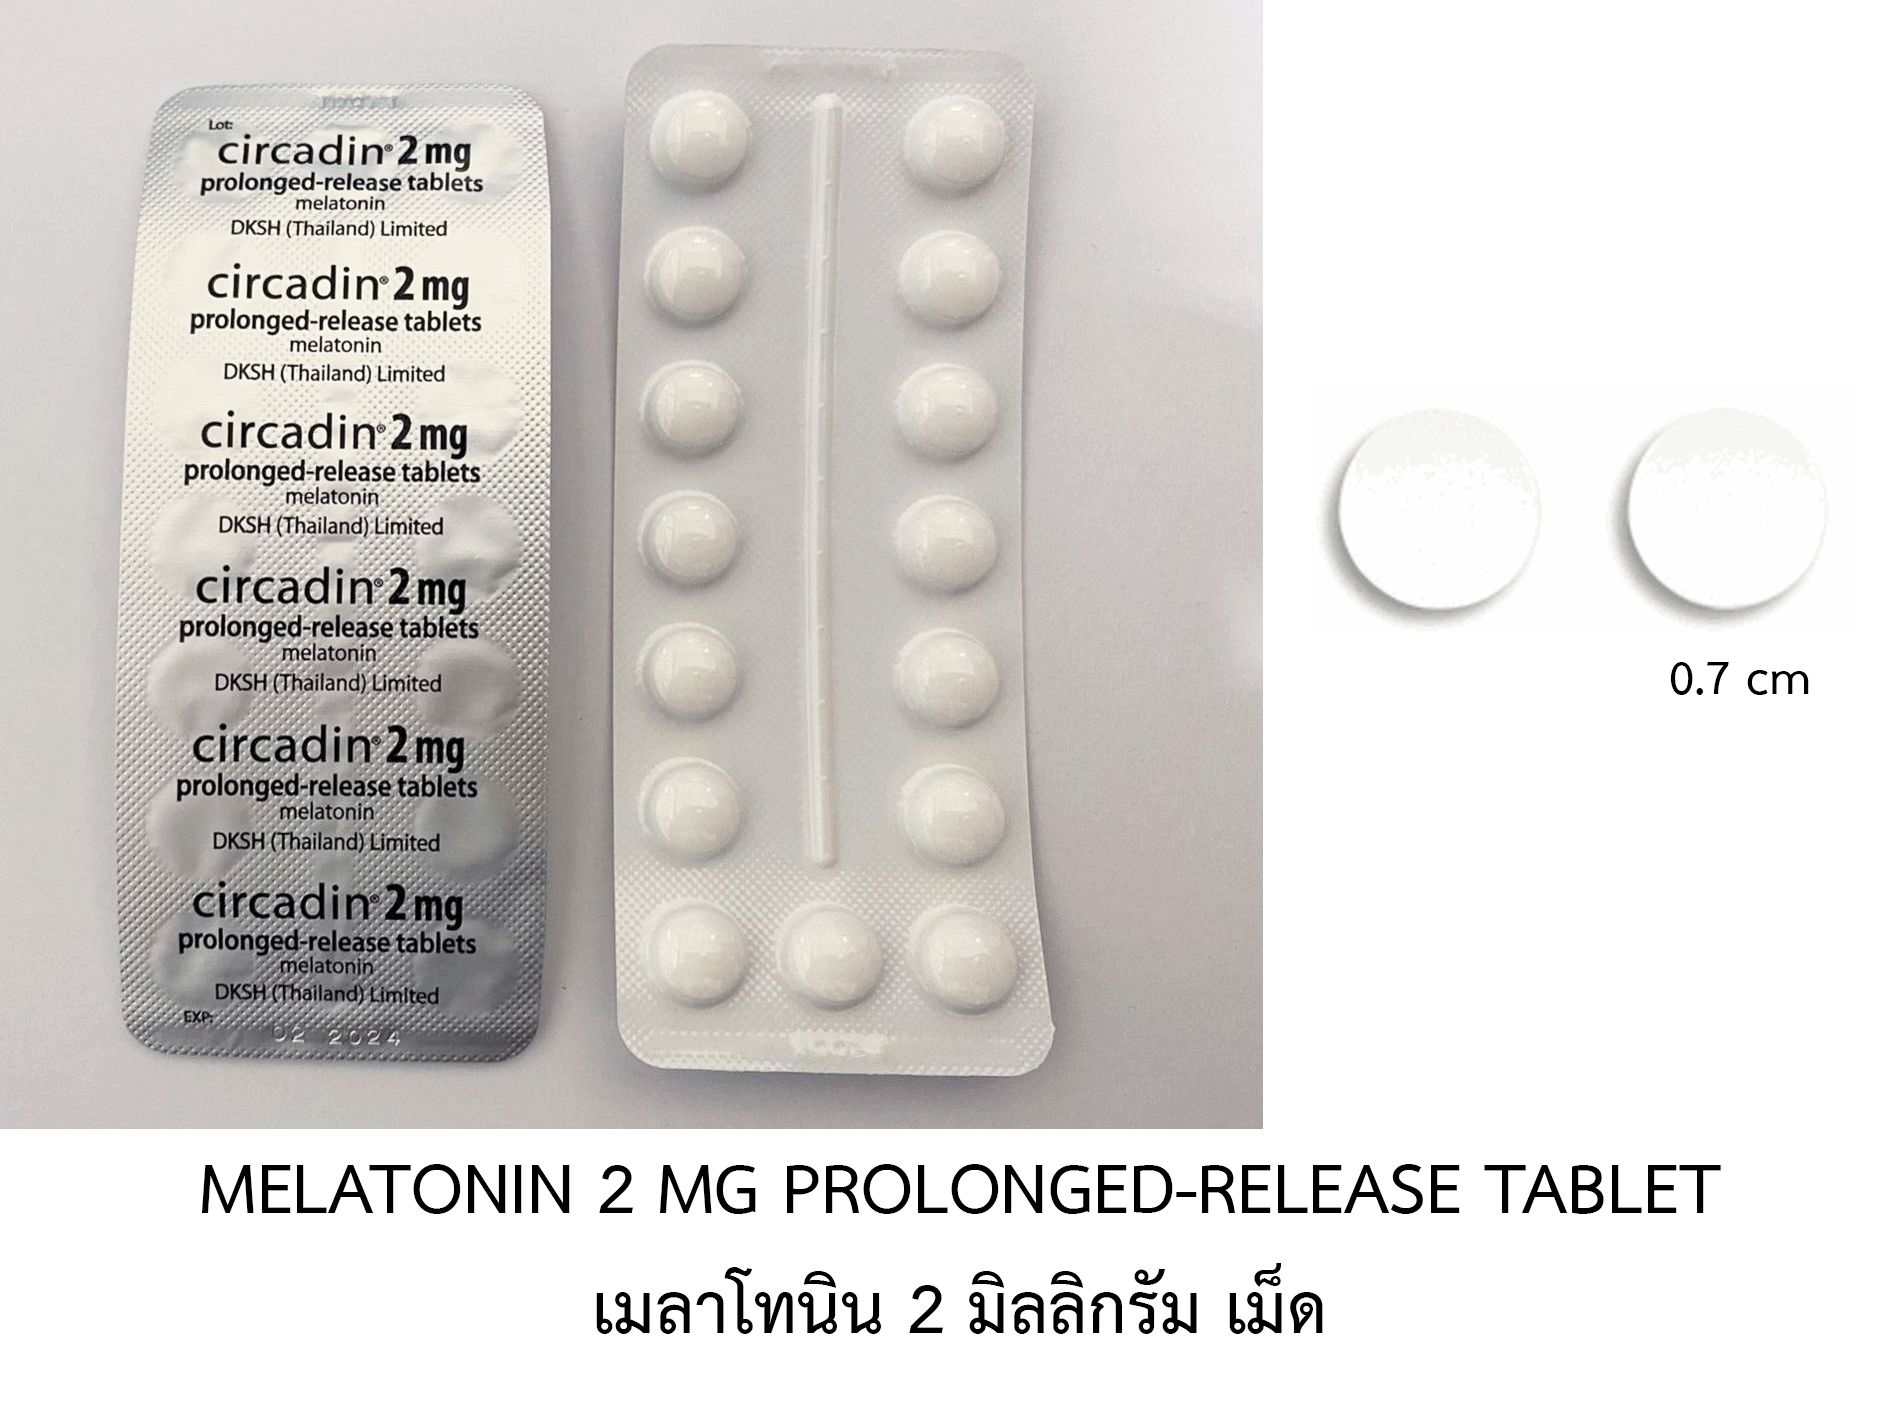 Lot:
circadin® 2 mg
prolonged-release tablets
melatonin
DKSH (Thailand) Limited
circadin® 2 mg
prolonged-release tablets
melatonin
DKSH (Thailand) Limited
circadin® 2 mg
prolonged-release tablets
melatonin
DKSH (Thailand) Limited
circadin® 2 mg
prolonged-release tablets
melatonin
DKSH (Thailand) Limited
circadin® 2 mg
prolonged-release tablets
melatonin
DKSH (Thailand) Limited
circadin® 2 mg
prolonged-release tablets
melatonin
DKSH (Thailand) Limited
EXP:
02 2024
0.7 cm
MELATONIN 2 MG PROLONGED-RELEASE TABLET
เมลาโทนิน 2 มิลลิกรัม เม็ด